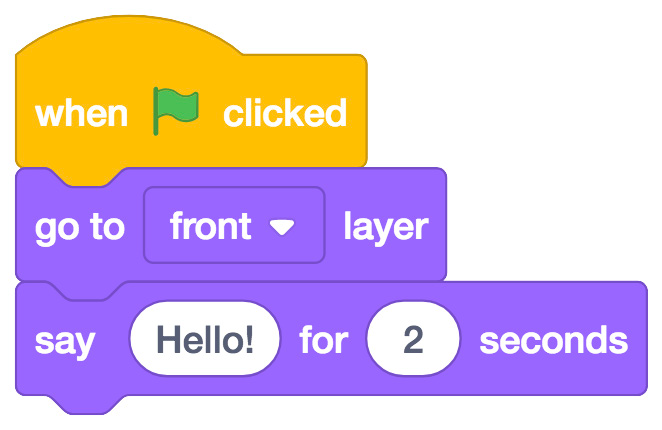 when clicked
go to front layer
say Hello! for 2 seconds